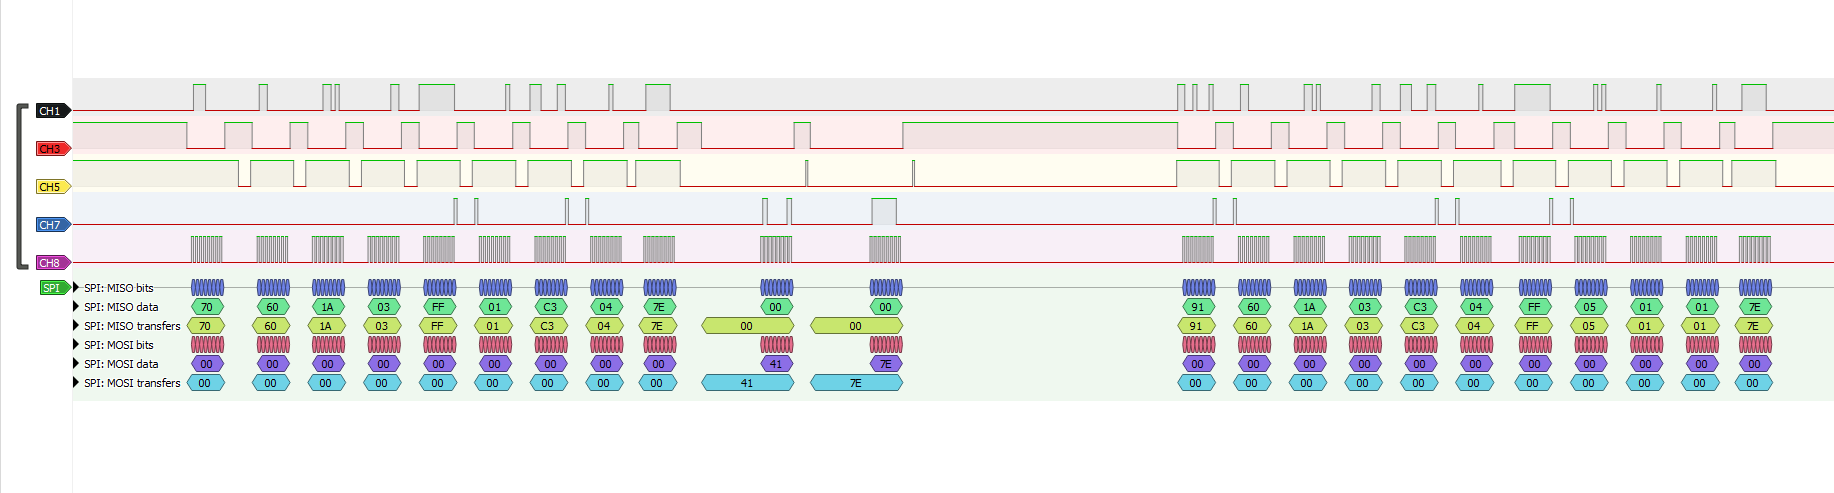 CH1
CH3
CH5
CH7
CH8
SPI SPI: MISO bits
SPI: MISO data 70 60 1A 03 FF 01 C3 04 7E 00 00 91 60 1A 03 C3 04 FF 05 01 01 7E
SPI: MISO transfers 70 60 1A 03 FF 01 C3 04 7E 00 00 91 60 1A 03 C3 04 FF 05 01 01 7E
SPI: MOSI bits
SPI: MOSI data 00 00 00 00 00 00 00 00 00 41 7E 00 00 00 00 00 00 00 00 00 00 00
SPI: MOSI transfers 00 00 00 00 00 00 00 00 00 41 7E 00 00 00 00 00 00 00 00 00 00 00